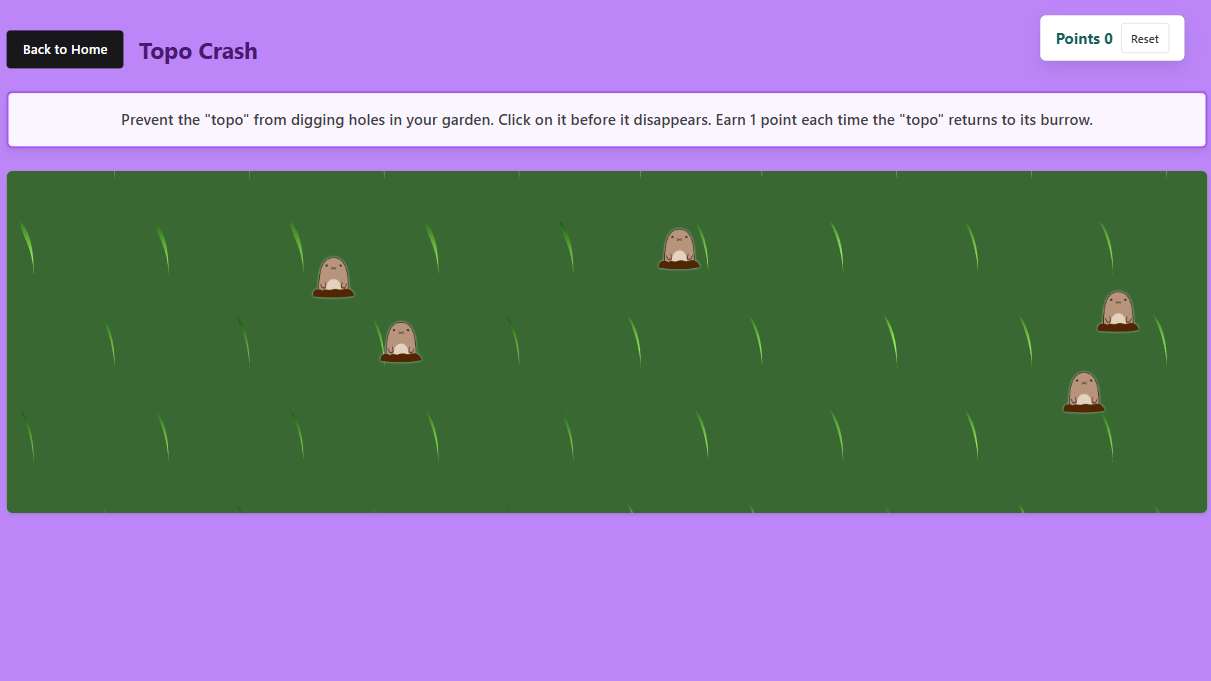 Back to Home
Topo Crash
Points 0
Reset
Prevent the "topo" from digging holes in your garden. Click on it before it disappears. Earn 1 point each time the "topo" returns to its burrow.